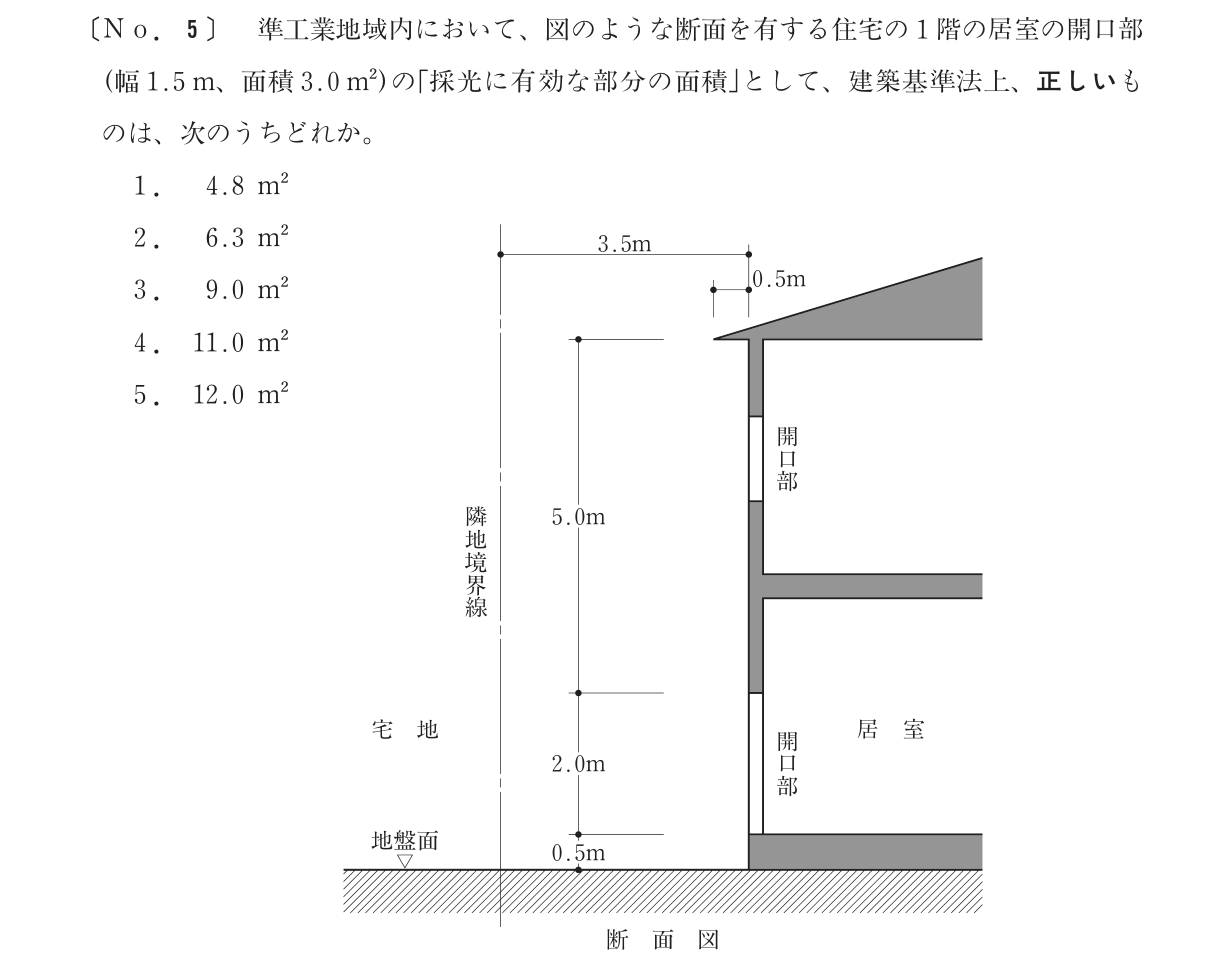 〔No. 5〕 準工業地域内において、図のような断面を有する住宅の1階の居室の開口部
(幅1.5m、面積3.0m²)の「採光に有効な部分の面積」として、建築基準法上、正しいも
のは、次のうちどれか。
1. 4.8 m²
2. 6.3 m²
3. 9.0 m²
4. 11.0 m²
5. 12.0 m²
3.5m
0.5m
開口部
隣地境界線
5.0m
宅地
居室
開口部
2.0m
地盤面
0.5m
断面図